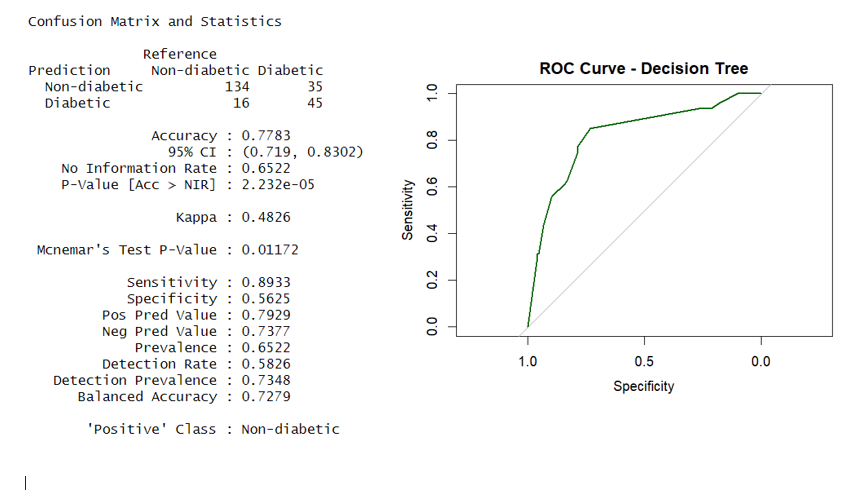 Confusion Matrix and Statistics
Reference
Prediction Non-diabetic Diabetic
Non-diabetic 134 35
Diabetic 16 45
Accuracy : 0.7783
95% CI : (0.719, 0.8302)
No Information Rate : 0.6522
P-Value [Acc > NIR] : 2.232e-05
Kappa : 0.4826
Mcnemar's Test P-Value : 0.01172
Sensitivity : 0.8933
Specificity : 0.5625
Pos Pred Value : 0.7929
Neg Pred Value : 0.7377
Prevalence : 0.6522
Detection Rate : 0.5826
Detection Prevalence : 0.7348
Balanced Accuracy : 0.7279
'Positive' Class : Non-diabetic
ROC Curve - Decision Tree
Sensitivity
1.0
0.8
0.6
0.4
0.2
0.0
1.0 0.5 0.0
Specificity